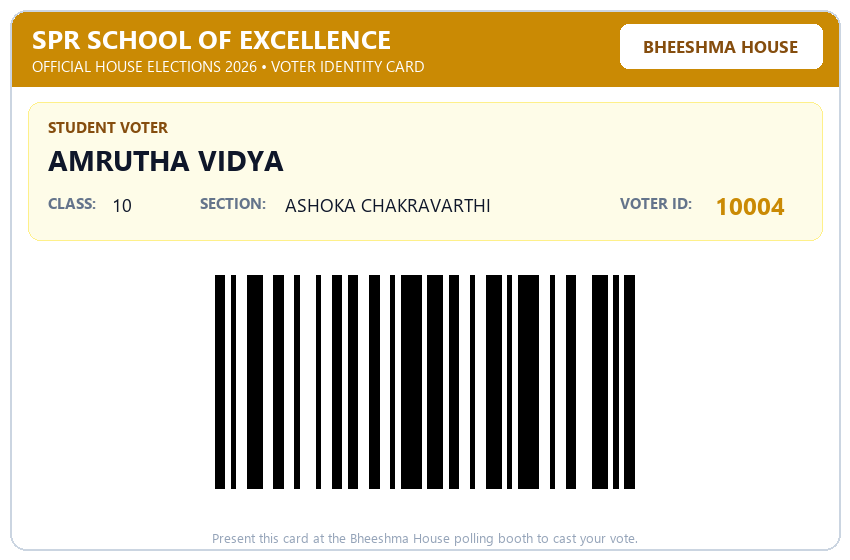 SPR SCHOOL OF EXCELLENCE
OFFICIAL HOUSE ELECTIONS 2026 • VOTER IDENTITY CARD
BHEESHMA HOUSE
STUDENT VOTER
AMRUTHA VIDYA
CLASS: 10 SECTION: ASHOKA CHAKRAVARTHI VOTER ID: 10004
Present this card at the Bheeshma House polling booth to cast your vote.